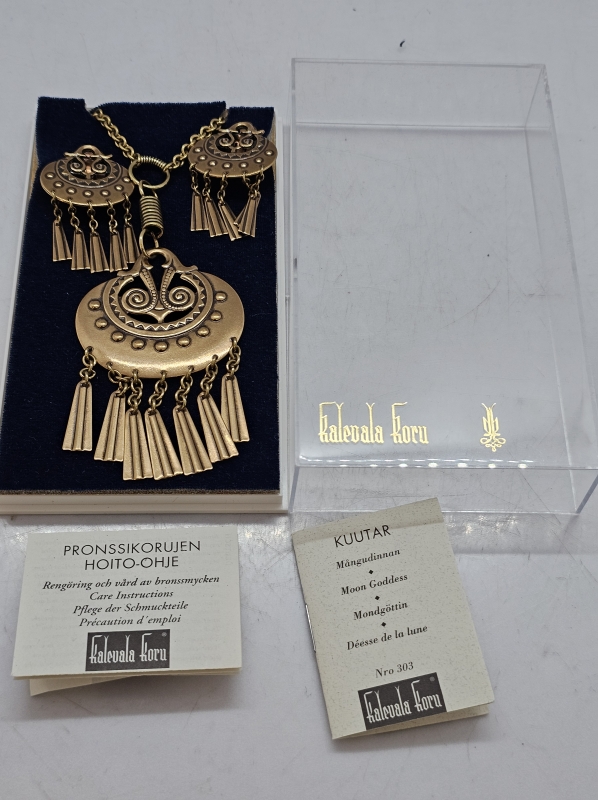 Kalevala Koru
PRONSSIKORUJEN
HOITO-OHJE
Rengöring och vård av bronsmycken
Care Instructions
Pflege der Schmuckteile
Précaution d'emploi
Kalevala Koru
KUUTAR
Mångudinnan
Moon Goddess
Mondgöttin
Déesse de la lune
Nro 303
Kalevala Koru